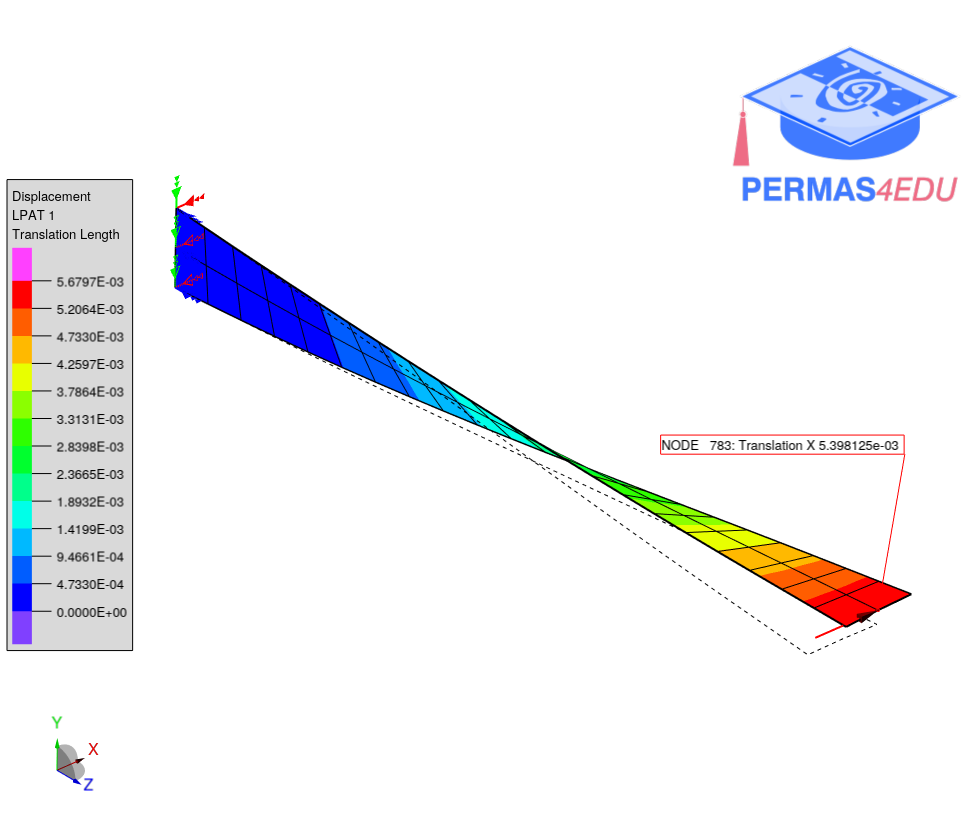 PERMAS4EDU
Displacement
LPAT 1
Translation Length
5.6797E-03
5.2064E-03
4.7330E-03
4.2597E-03
3.7864E-03
3.3131E-03
2.8398E-03
2.3665E-03
1.8932E-03
1.4199E-03
9.4661E-04
4.7330E-04
0.0000E+00
NODE 783: Translation X 5.398125e-03
Y
X
Z